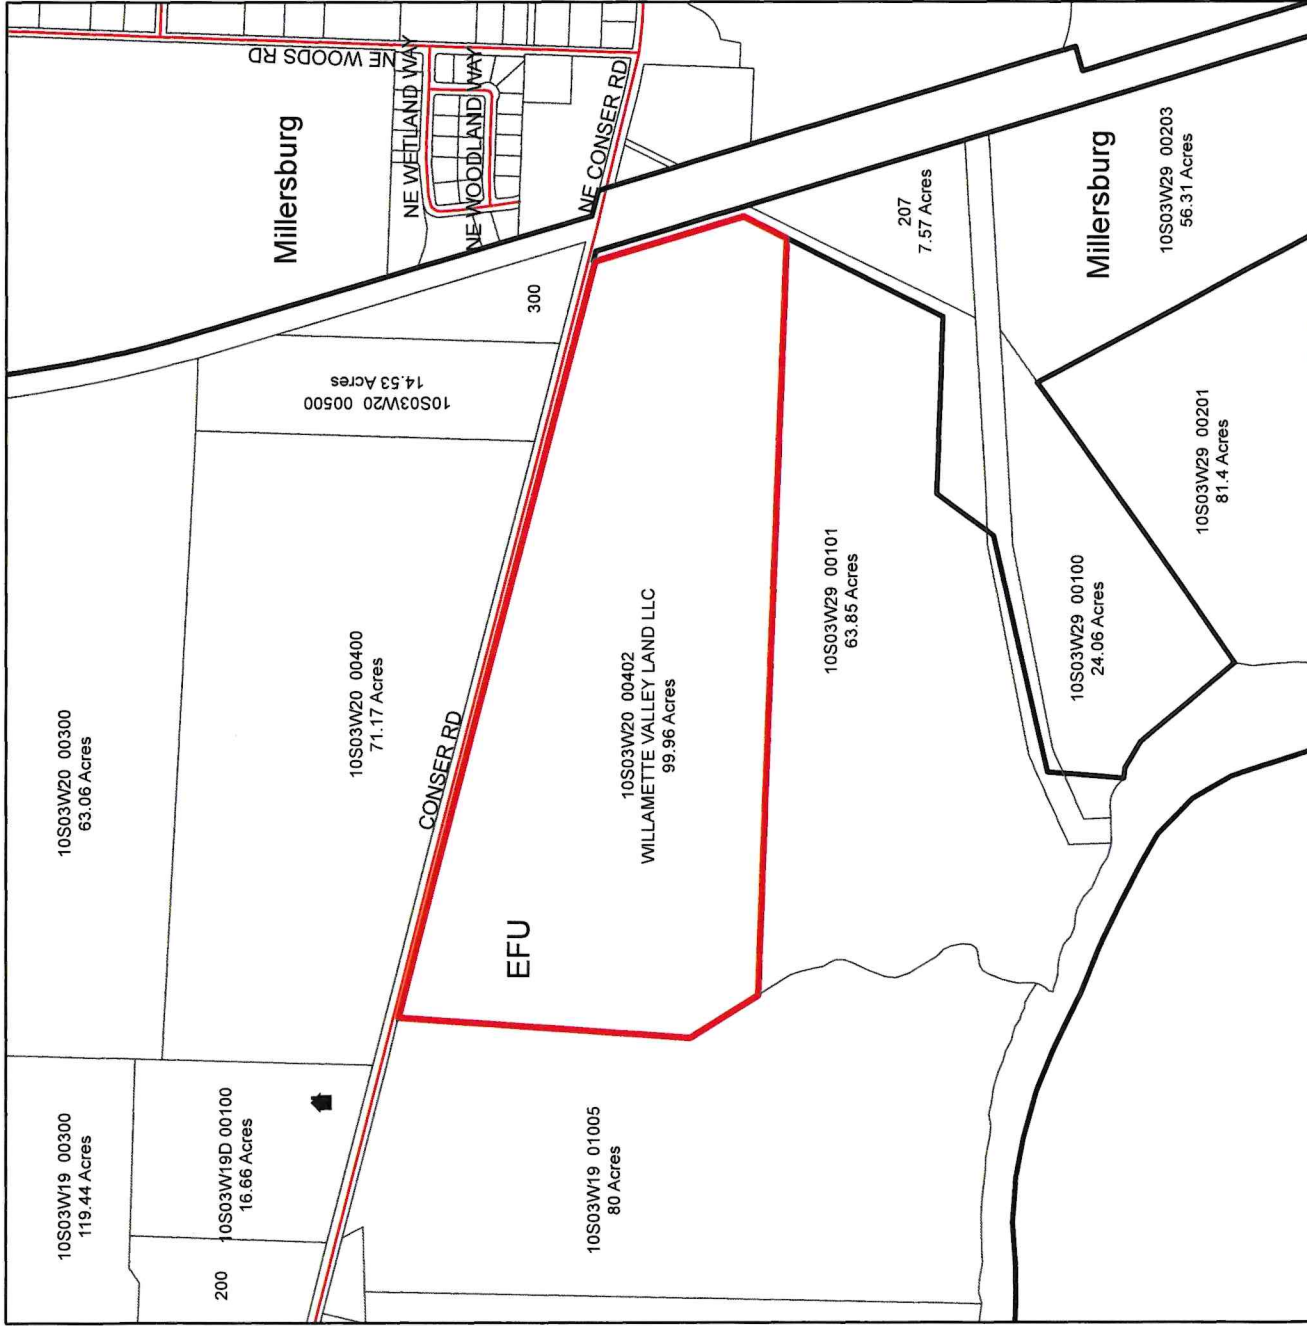 10S03W19 00300
119.44 Acres
10S03W19D 00100
16.66 Acres
200
10S03W20 00300
63.06 Acres
10S03W20 00400
71.17 Acres
10S03W20 00500
14.53 Acres
300
CONSER RD
NE CONSER RD
NE WOODS RD
NE WETLAND WAY
NE WOODLAND WAY
Millersburg
EFU
10S03W20 00402
WILLAMETTE VALLEY LAND LLC
99.96 Acres
10S03W19 01005
80 Acres
10S03W29 00101
63.85 Acres
207
7.57 Acres
Millersburg
10S03W29 00203
56.31 Acres
10S03W29 00100
24.06 Acres
10S03W29 00201
81.4 Acres